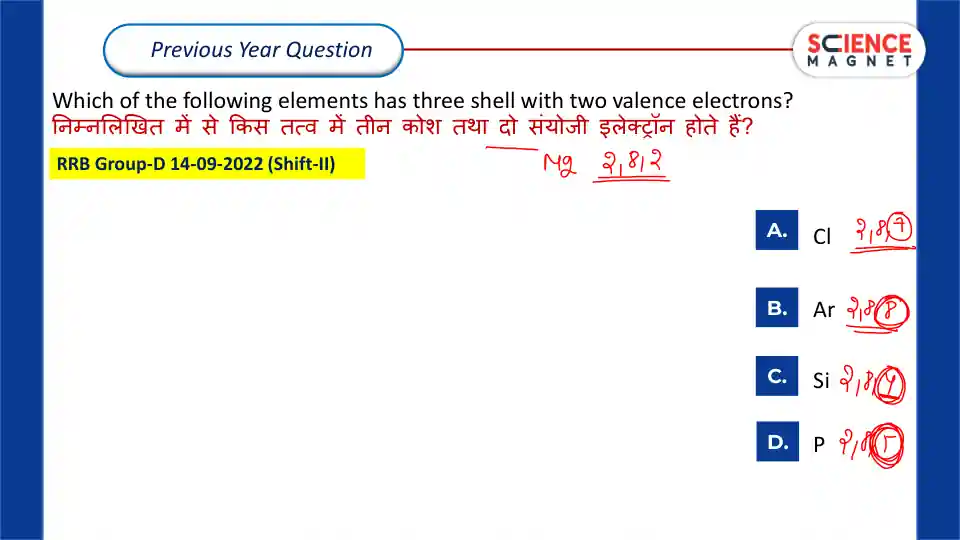 Previous Year Question
SCIENCE
MAGNET
Which of the following elements has three shell with two valence electrons?
निम्नलिखित में से किस तत्व में तीन कोश तथा दो संयोजी इलेक्ट्रॉन होते हैं?
RRB Group-D 14-09-2022 (Shift-II)
Mg 2,8,2
A. Cl 2,8,7
B. Ar 2,8,8
C. Si 2,8,4
D. P 2,8,5